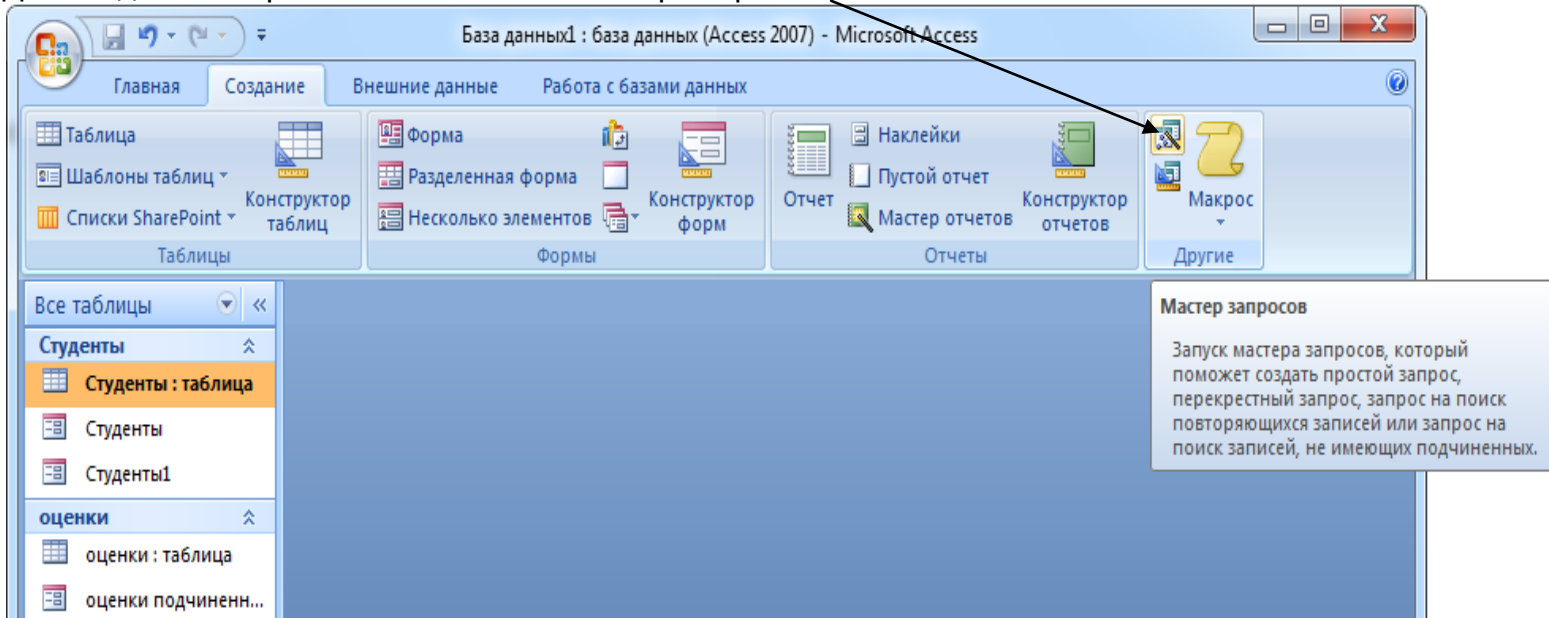 База данных1 : база данных (Access 2007) - Microsoft Access
Главная Создание Внешние данные Работа с базами данных
Таблица
Шаблоны таблиц
Списки SharePoint
Конструктор
таблиц
Таблицы
Форма
Разделенная форма
Несколько элементов
Конструктор
форм
Формы
Отчет
Наклейки
Пустой отчет
Мастер отчетов
Конструктор
отчетов
Отчеты
Макрос
Другие
Все таблицы
Студенты
Студенты : таблица
Студенты
Студенты1
оценки
оценки : таблица
оценки подчиненн...
Мастер запросов
Запуск мастера запросов, который
поможет создать простой запрос,
перекрестный запрос, запрос на поиск
повторяющихся записей или запрос на
поиск записей, не имеющих подчиненных.